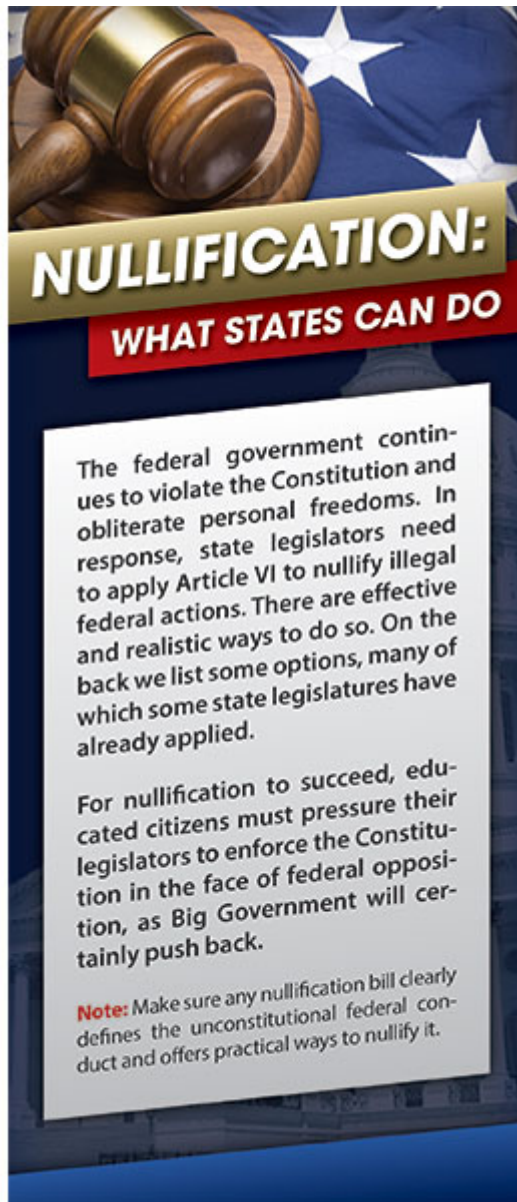 NULLIFICATION:
WHAT STATES CAN DO
The federal government contin-
ues to violate the Constitution and
obliterate personal freedoms. In
response, state legislators need
to apply Article VI to nullify illegal
federal actions. There are effective
and realistic ways to do so. On the
back we list some options, many of
which some state legislatures have
already applied.
For nullification to succeed, edu-
cated citizens must pressure their
legislators to enforce the Constitu-
tion in the face of federal opposi-
tion, as Big Government will cer-
tainly push back.
Note: Make sure any nullification bill clearly
defines the unconstitutional federal con-
duct and offers practical ways to nullify it.